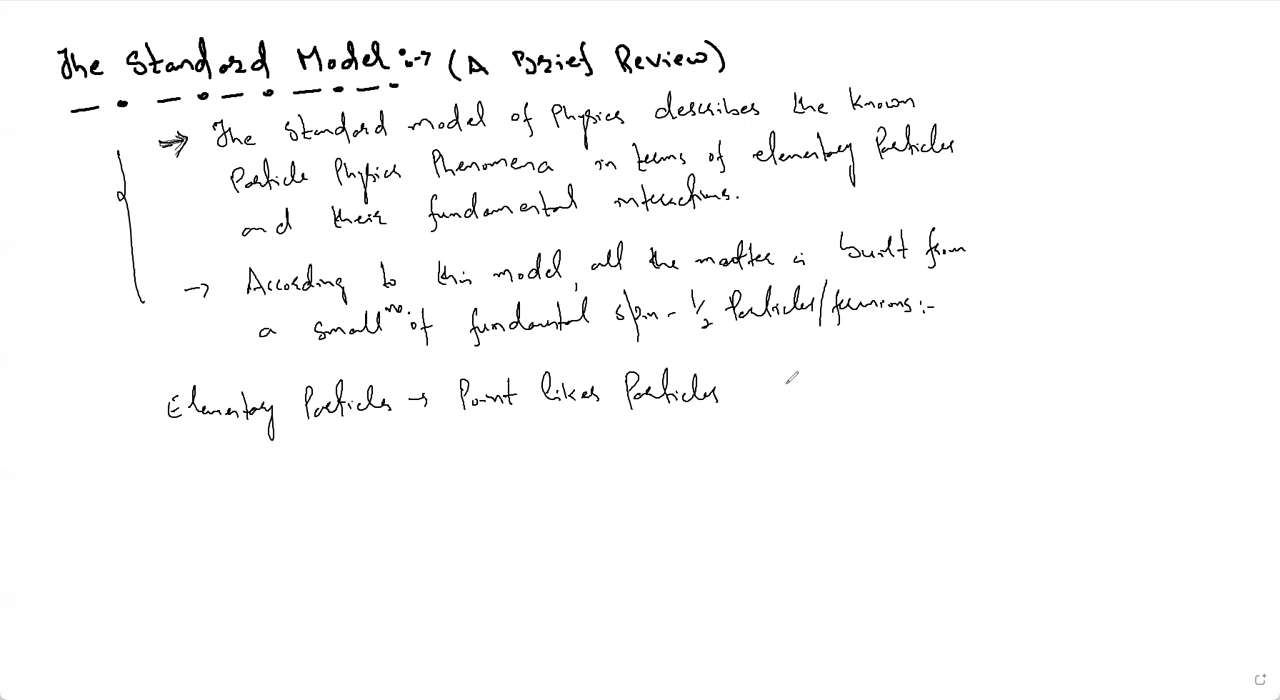 The Standard Model :→ (A Brief Review)
⇒ The Standard model of Physics describes the known
Particle Physics Phenomena in terms of elementary Particles
and their fundamental interactions.
→ According to this model, all the matter is built from
a small no. of fundamental spin-1/2 Particles/fermions :-
Elementary Particles → Point likes Particles